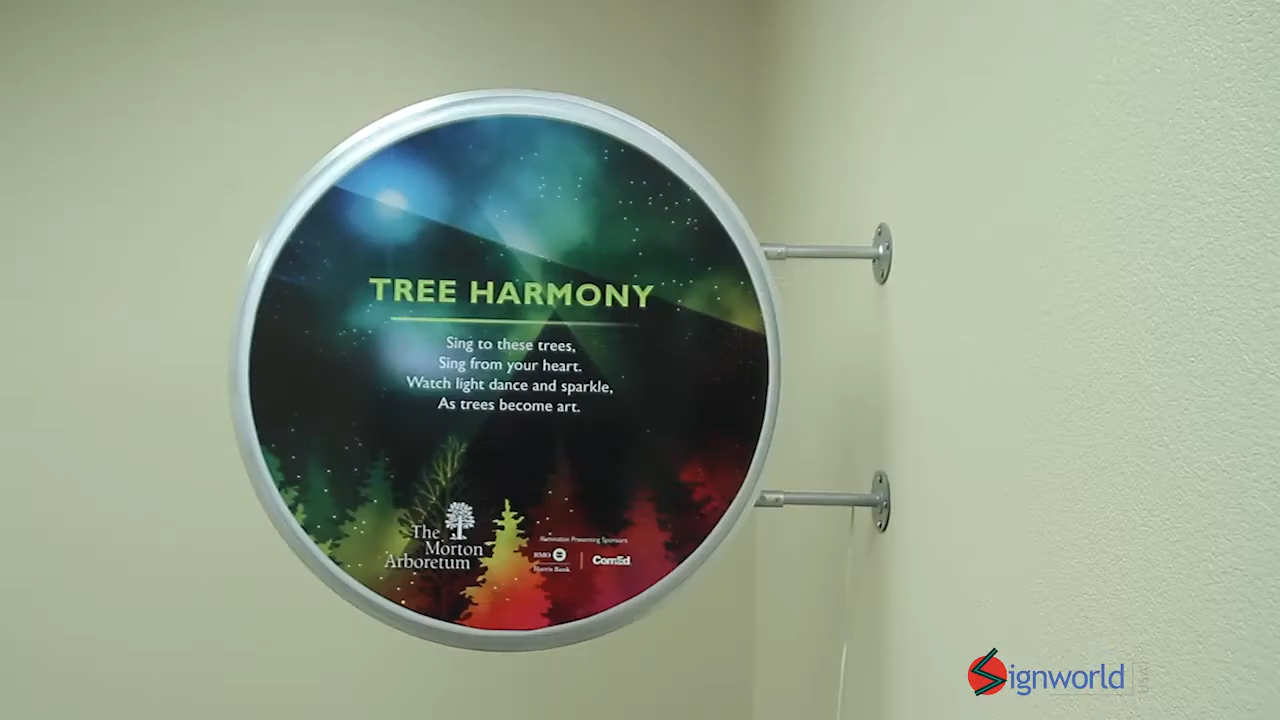 TREE HARMONY
Sing to these trees,
Sing from your heart.
Watch light dance and sparkle,
As trees become art.
The
Morton
Arboretum
Illumination Presenting Sponsors
BMO
Harris Bank
ComEd
Signworld